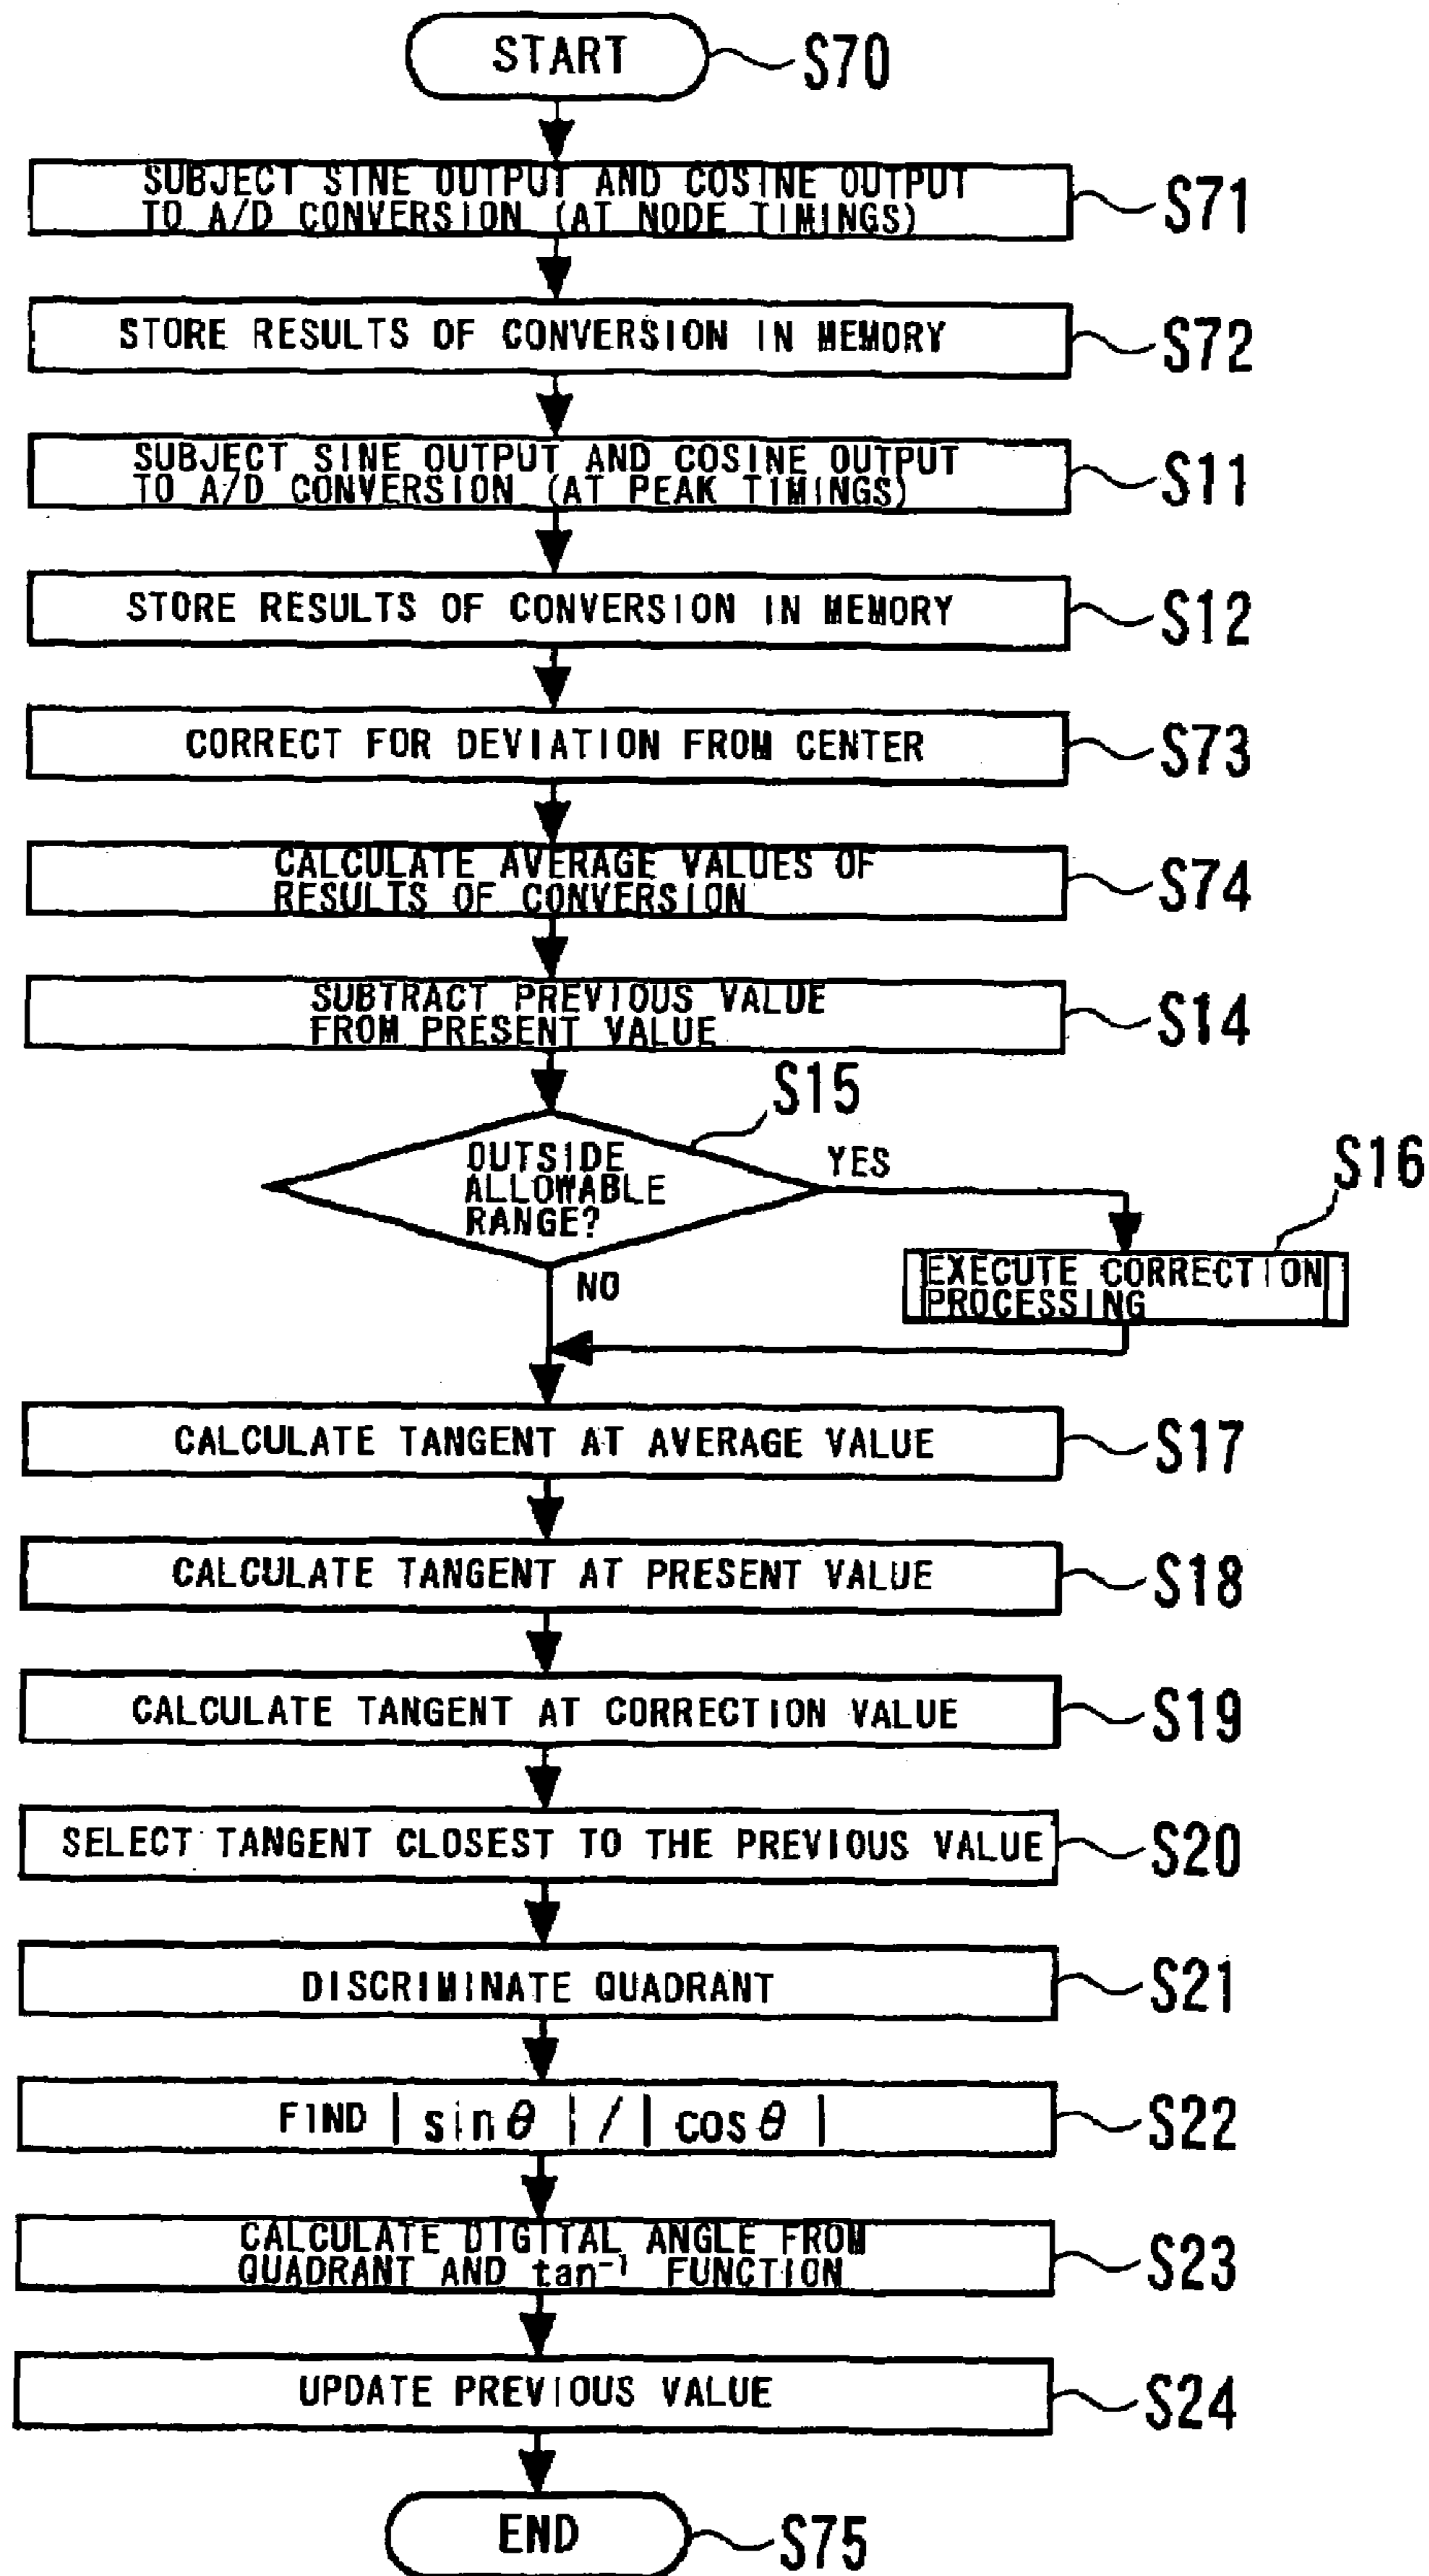 START
S70
SUBJECT SINE OUTPUT AND COSINE OUTPUT
TO A/D CONVERSION (AT NODE TIMINGS)
S71
STORE RESULTS OF CONVERSION IN MEMORY
S72
SUBJECT SINE OUTPUT AND COSINE OUTPUT
TO A/D CONVERSION (AT PEAK TIMINGS)
S11
STORE RESULTS OF CONVERSION IN MEMORY
S12
CORRECT FOR DEVIATION FROM CENTER
S73
CALCULATE AVERAGE VALUES OF
RESULTS OF CONVERSION
S74
SUBTRACT PREVIOUS VALUE
FROM PRESENT VALUE
S14
S15
OUTSIDE
ALLOWABLE
RANGE?
YES
S16
EXECUTE CORRECTION
PROCESSING
NO
CALCULATE TANGENT AT AVERAGE VALUE
S17
CALCULATE TANGENT AT PRESENT VALUE
S18
CALCULATE TANGENT AT CORRECTION VALUE
S19
SELECT TANGENT CLOSEST TO THE PREVIOUS VALUE
S20
DISCRIMINATE QUADRANT
S21
FIND | sinθ | / | cosθ |
S22
CALCULATE DIGITAL ANGLE FROM
QUADRANT AND tan⁻¹ FUNCTION
S23
UPDATE PREVIOUS VALUE
S24
END
S75